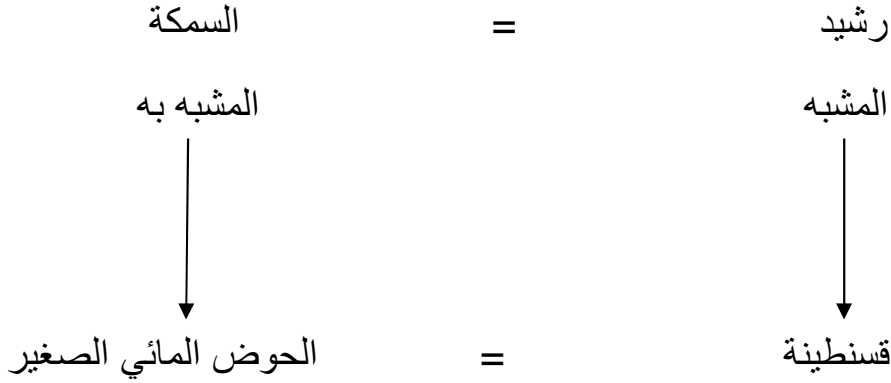 رشيد = السمكة
المشبه المشبه به
قسنطينة = الحوض المائي الصغير